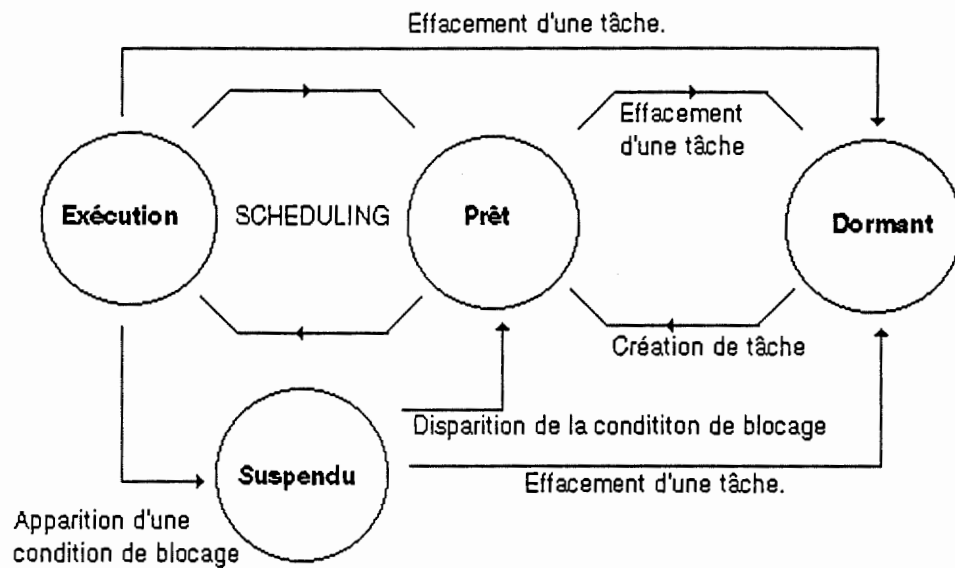 Effacement d'une tâche.
Effacement
d'une tâche
Exécution
SCHEDULING
Prêt
Dormant
Création de tâche
Disparition de la condititon de blocage
Suspendu
Effacement d'une tâche.
Apparition d'une
condition de blocage